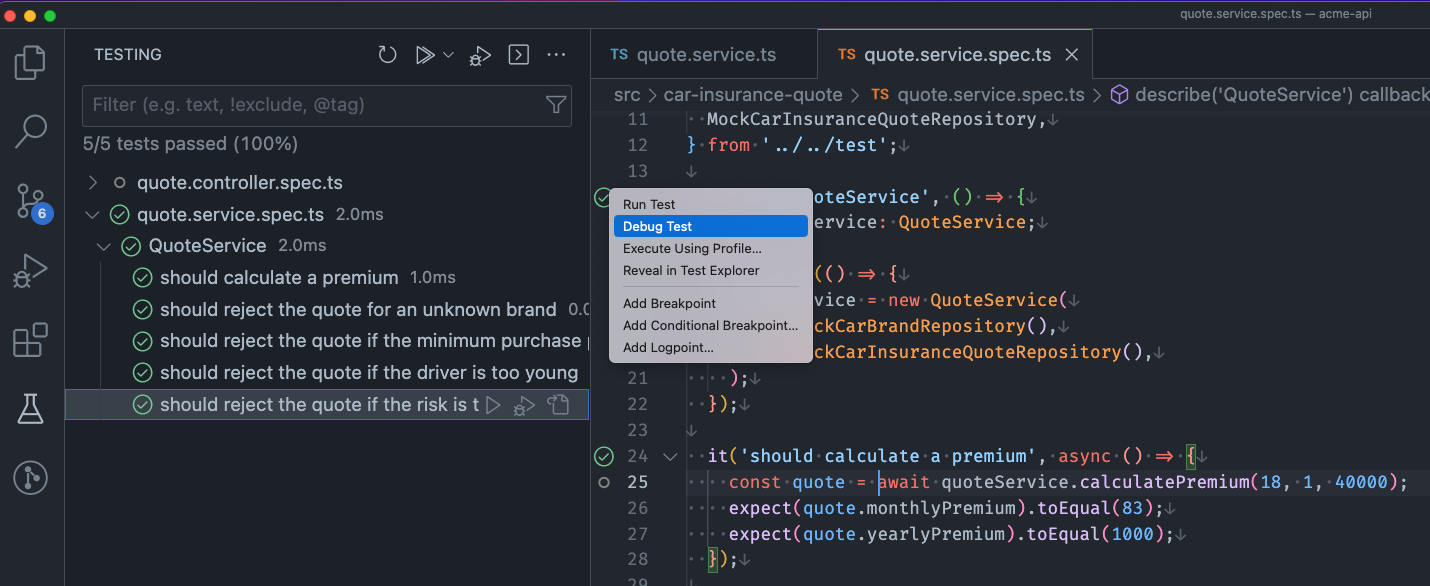 quote.service.spec.ts — acme-api
TESTING
Filter (e.g. text, !exclude, @tag)
5/5 tests passed (100%)
quote.controller.spec.ts
quote.service.spec.ts 2.0ms
QuoteService 2.0ms
should calculate a premium 1.0ms
should reject the quote for an unknown brand 0.0
should reject the quote if the minimum purchase p
should reject the quote if the driver is too young
should reject the quote if the risk is t
6
TS quote.service.ts
TS quote.service.spec.ts
src > car-insurance-quote > TS quote.service.spec.ts > describe('QuoteService') callback
11 MockCarInsuranceQuoteRepository,
12 } from '../../test';
13
oteService', () => {
ervice: QuoteService;
(() => {
vice = new QuoteService(
ckCarBrandRepository(),
ckCarInsuranceQuoteRepository(),
21 );
22 });
23
24 it('should calculate a premium', async () => {
25 const quote = await quoteService.calculatePremium(18, 1, 40000);
26 expect(quote.monthlyPremium).toEqual(83);
27 expect(quote.yearlyPremium).toEqual(1000);
28 });
29
Run Test
Debug Test
Execute Using Profile...
Reveal in Test Explorer
Add Breakpoint
Add Conditional Breakpoint...
Add Logpoint...